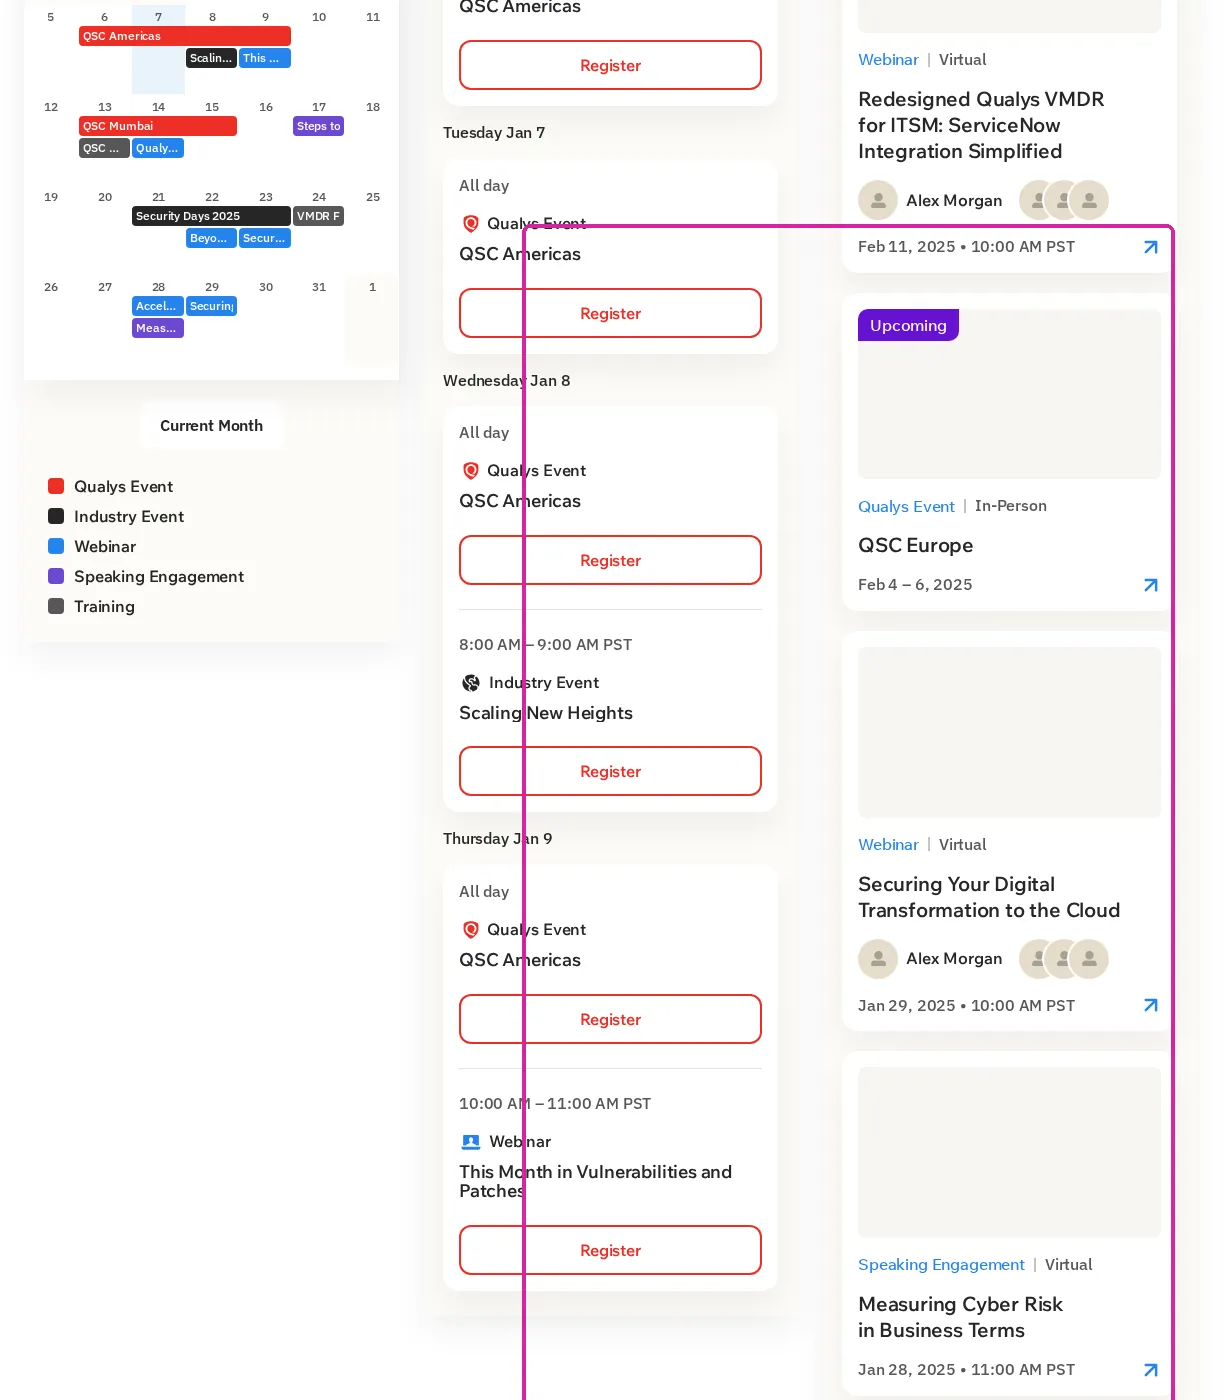 5 6 7 8 9 10 11
QSC Americas
Scalin... This ...
12 13 14 15 16 17 18
QSC Mumbai Steps to
QSC ... Qualy...
19 20 21 22 23 24 25
Security Days 2025 VMDR F
Beyo... Secur...
26 27 28 29 30 31 1
Accel... Securing
Meas...
Current Month
Qualys Event
Industry Event
Webinar
Speaking Engagement
Training
QSC Americas
Register
Tuesday Jan 7
All day
Qualys Event
QSC Americas
Register
Wednesday Jan 8
All day
Qualys Event
QSC Americas
Register
8:00 AM – 9:00 AM PST
Industry Event
Scaling New Heights
Register
Thursday Jan 9
All day
Qualys Event
QSC Americas
Register
10:00 AM – 11:00 AM PST
Webinar
This Month in Vulnerabilities and
Patches
Register
Webinar | Virtual
Redesigned Qualys VMDR
for ITSM: ServiceNow
Integration Simplified
Alex Morgan
Feb 11, 2025 • 10:00 AM PST
Upcoming
Qualys Event | In-Person
QSC Europe
Feb 4 – 6, 2025
Webinar | Virtual
Securing Your Digital
Transformation to the Cloud
Alex Morgan
Jan 29, 2025 • 10:00 AM PST
Speaking Engagement | Virtual
Measuring Cyber Risk
in Business Terms
Jan 28, 2025 • 11:00 AM PST